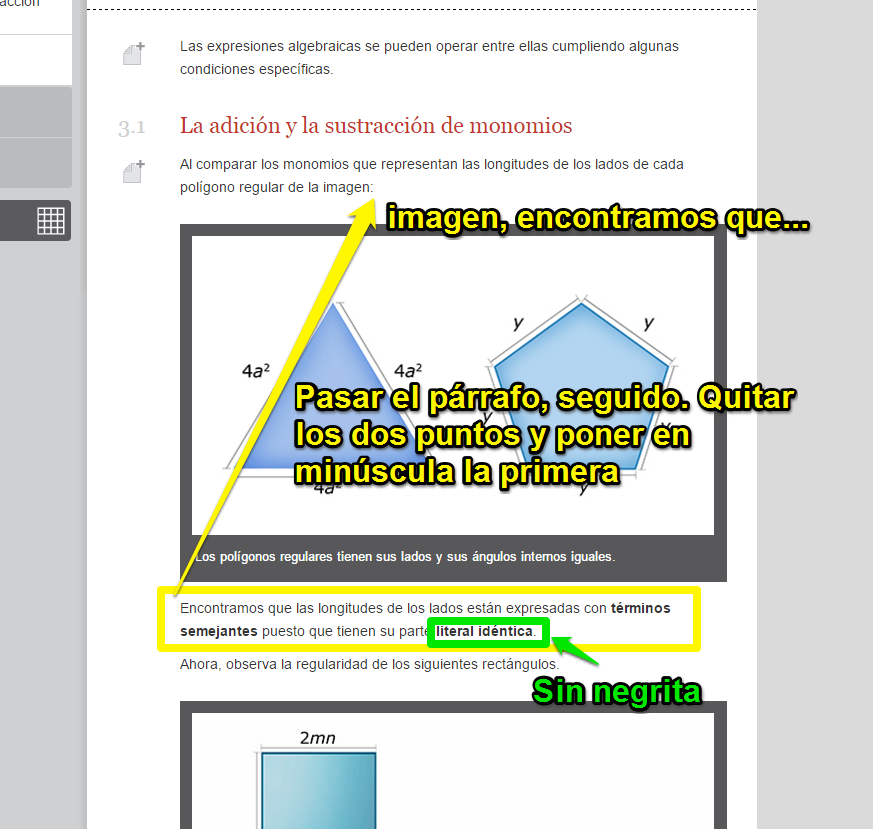 acción
Las expresiones algebraicas se pueden operar entre ellas cumpliendo algunas
condiciones específicas.
3.1 La adición y la sustracción de monomios
Al comparar los monomios que representan las longitudes de los lados de cada
polígono regular de la imagen:
imagen, encontramos que...
y y
4a² 4a²
Pasar el párrafo, seguido. Quitar
los dos puntos y poner en
minúscula la primera
y y
4a² y
Los polígonos regulares tienen sus lados y sus ángulos internos iguales.
Encontramos que las longitudes de los lados están expresadas con términos
semejantes puesto que tienen su parte literal idéntica.
Ahora, observa la regularidad de los siguientes rectángulos.
Sin negrita
2mn